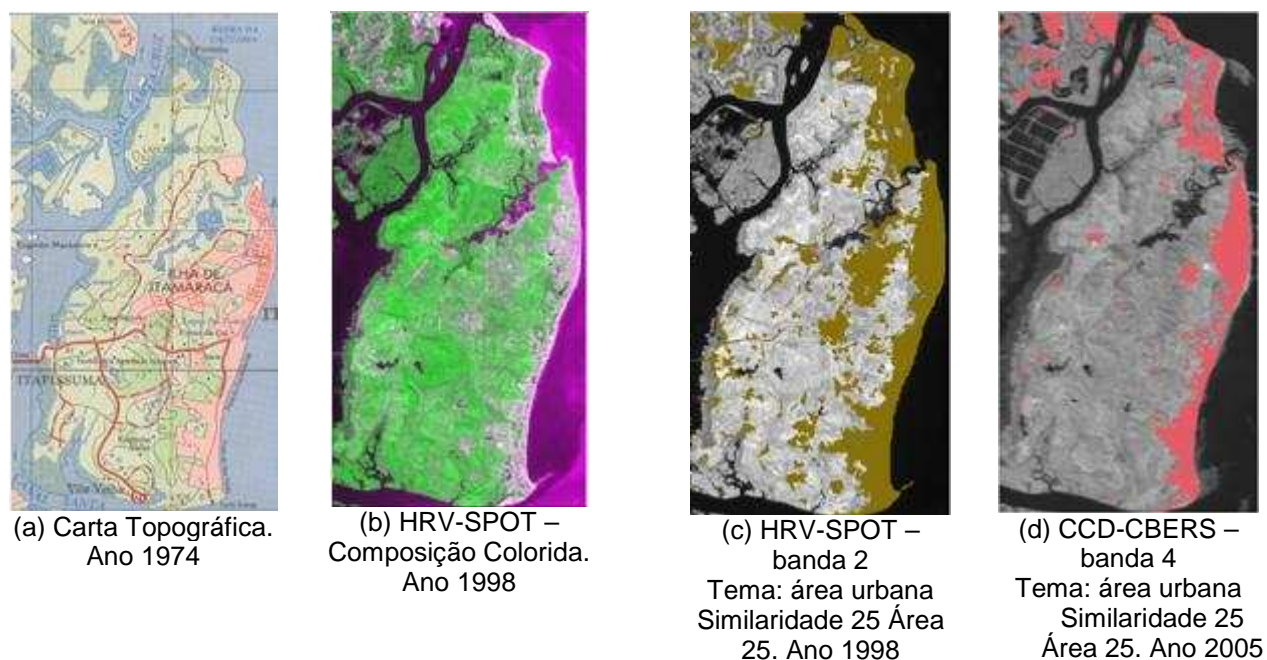 ILHA DE
ITAMARACÁ
ITAPISSUMA
Vila Velha
(a) Carta Topográfica.
Ano 1974
(b) HRV-SPOT –
Composição Colorida.
Ano 1998
(c) HRV-SPOT –
banda 2
Tema: área urbana
Similaridade 25 Área
25. Ano 1998
(d) CCD-CBERS –
banda 4
Tema: área urbana
Similaridade 25
Área 25. Ano 2005